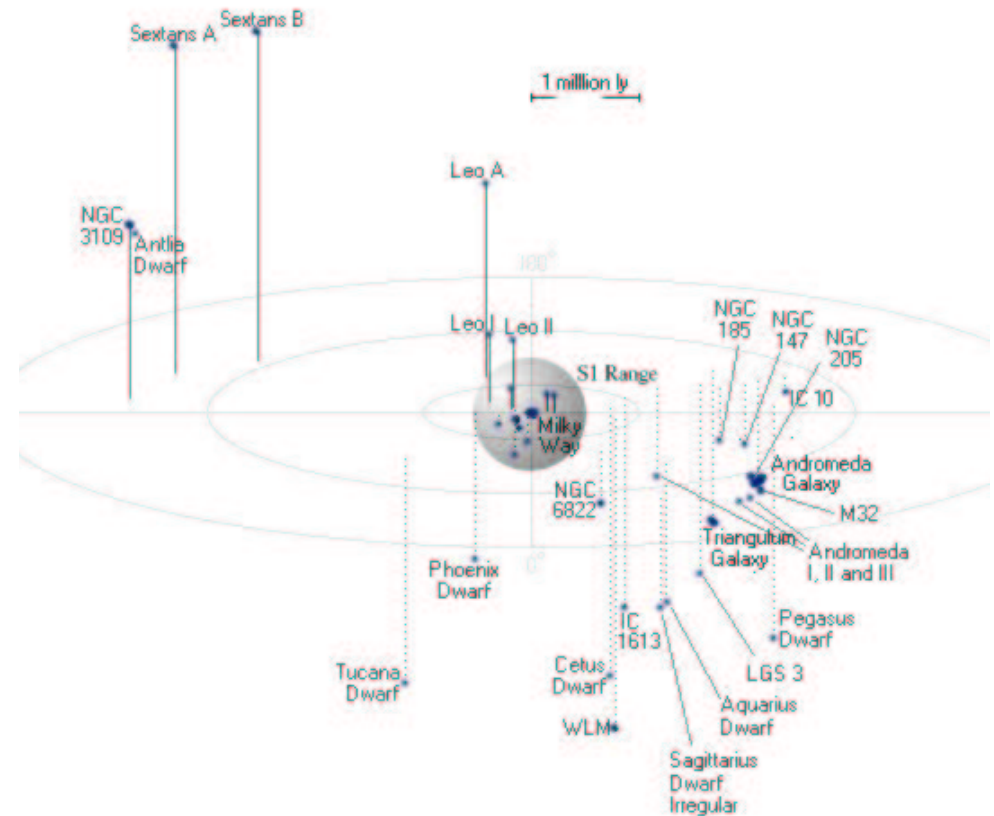 Sextans A
Sextans B
1 milllion ly
Leo A
NGC
3109
Antlia
Dwarf
180°
Leo I
Leo II
NGC
185
NGC
147
NGC
205
S1 Range
IC 10
Milky
Way
Andromeda
Galaxy
NGC
6822
M32
Triangulum
Galaxy
Andromeda
I, II and III
Phoenix
Dwarf
0°
IC
1613
Pegasus
Dwarf
Tucana
Dwarf
Cetus
Dwarf
LGS 3
Aquarius
Dwarf
WLM
Sagittarius
Dwarf
Irregular